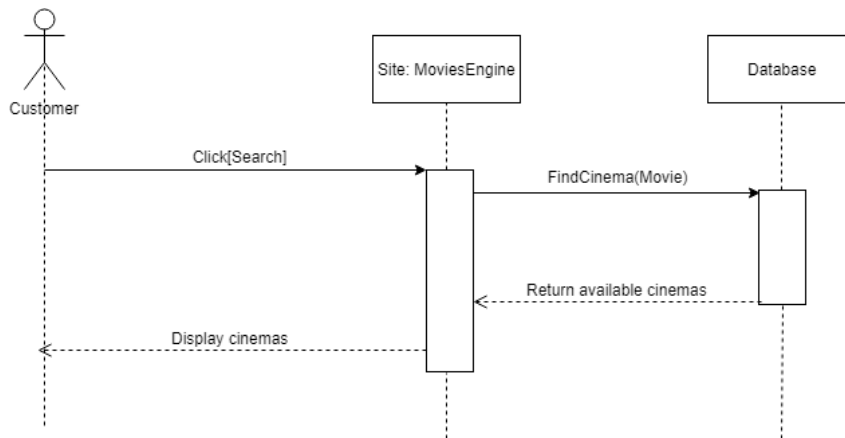 Site: MoviesEngine
Database
Customer
Click[Search]
FindCinema(Movie)
Return available cinemas
Display cinemas